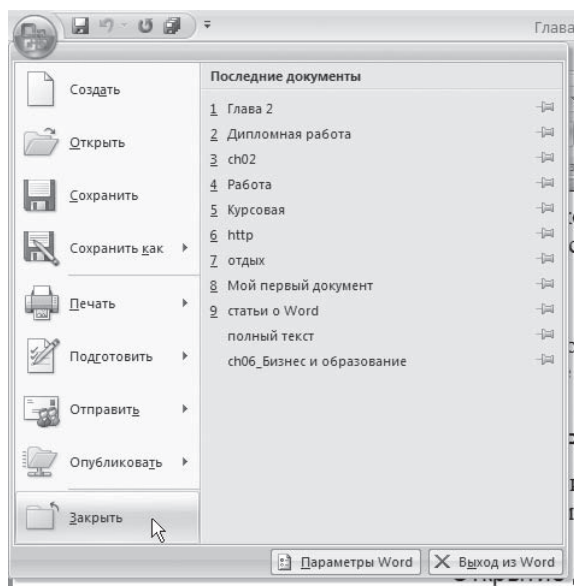 Глава
Создать
Открыть
Сохранить
Сохранить как
Печать
Подготовить
Отправить
Опубликовать
Закрыть
Последние документы
1 Глава 2
2 Дипломная работа
3 ch02
4 Работа
5 Курсовая
6 http
7 отдых
8 Мой первый документ
9 статьи о Word
полный текст
ch06_Бизнес и образование
Параметры Word
Выход из Word